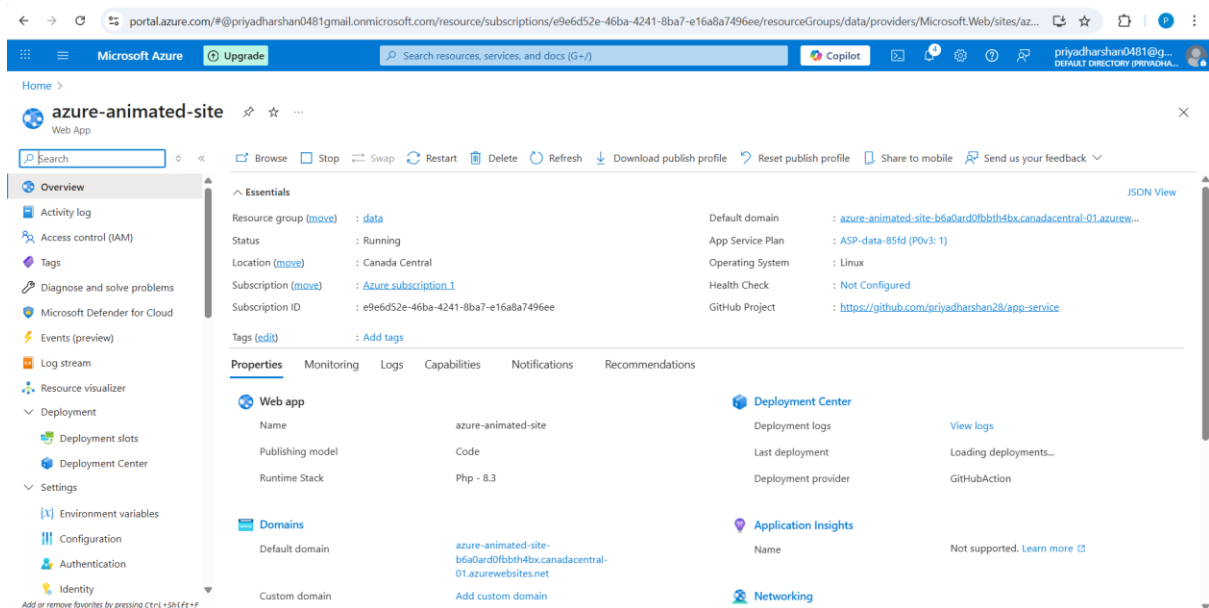 portal.azure.com/#@priyadharshan0481gmail.onmicrosoft.com/resource/subscriptions/e9e6d52e-46ba-4241-8ba7-e16a8a7496ee/resourceGroups/data/providers/Microsoft.Web/sites/az...
P
Microsoft Azure
Upgrade
Search resources, services, and docs (G+/)
Copilot
4
priyadharshan0481@g...
DEFAULT DIRECTORY (PRIYADHA...
Home >
azure-animated-site
Web App
Search
Browse Stop Swap Restart Delete Refresh Download publish profile Reset publish profile Share to mobile Send us your feedback
Overview
Activity log
Access control (IAM)
Tags
Diagnose and solve problems
Microsoft Defender for Cloud
Events (preview)
Log stream
Resource visualizer
Deployment
Deployment slots
Deployment Center
Settings
Environment variables
Configuration
Authentication
Identity
Add or remove favorites by pressing Ctrl+Shift+F
Essentials
JSON View
Resource group (move) : data
Status : Running
Location (move) : Canada Central
Subscription (move) : Azure subscription 1
Subscription ID : e9e6d52e-46ba-4241-8ba7-e16a8a7496ee
Default domain : azure-animated-site-b6a0ard0fbbth4bx.canadacentral-01.azurew...
App Service Plan : ASP-data-85fd (P0v3: 1)
Operating System : Linux
Health Check : Not Configured
GitHub Project : https://github.com/priyadharshan28/app-service
Tags (edit) : Add tags
Properties Monitoring Logs Capabilities Notifications Recommendations
Web app
Name azure-animated-site
Publishing model Code
Runtime Stack Php - 8.3
Domains
Default domain azure-animated-site-
b6a0ard0fbbth4bx.canadacentral-
01.azurewebsites.net
Custom domain Add custom domain
Deployment Center
Deployment logs View logs
Last deployment Loading deployments...
Deployment provider GitHubAction
Application Insights
Name Not supported. Learn more
Networking